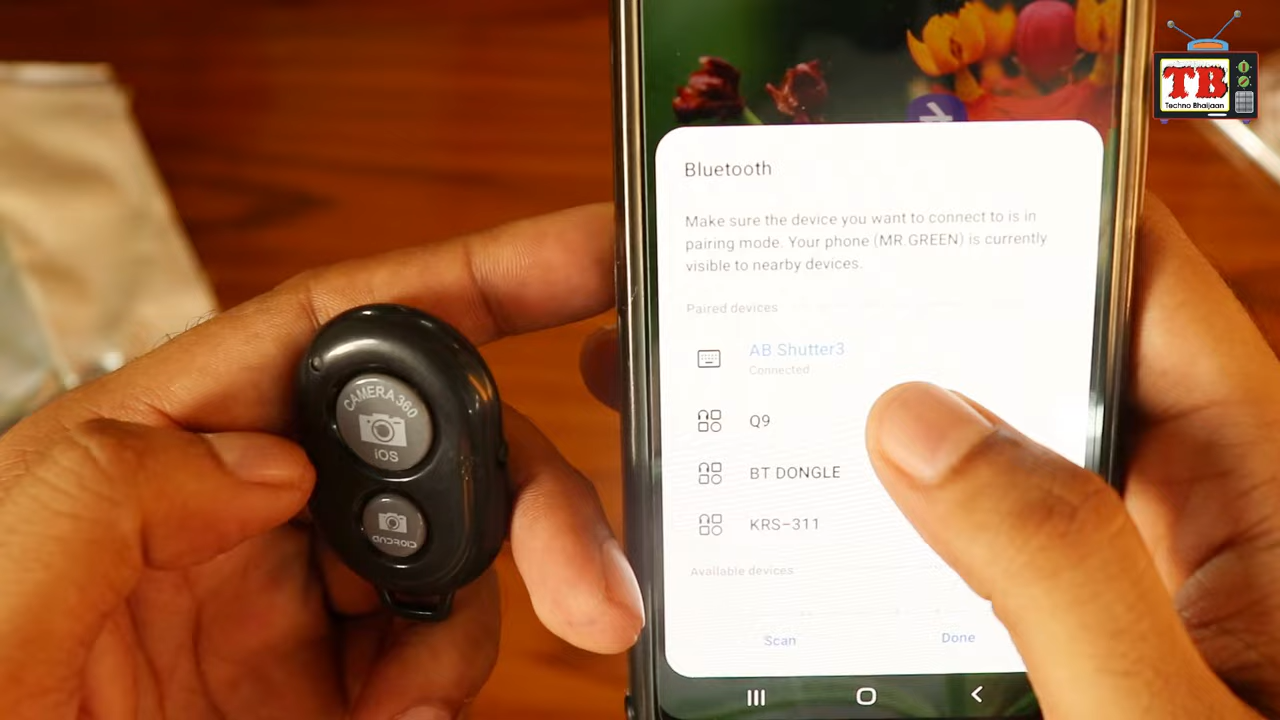 TB
Techno Bhaijaan
Bluetooth
Make sure the device you want to connect to is in
pairing mode. Your phone (MR.GREEN) is currently
visible to nearby devices.
Paired devices
AB Shutter3
Connected
Q9
BT DONGLE
KRS-311
Available devices
Scan
Done
CAMERA360
iOS
ANDROID